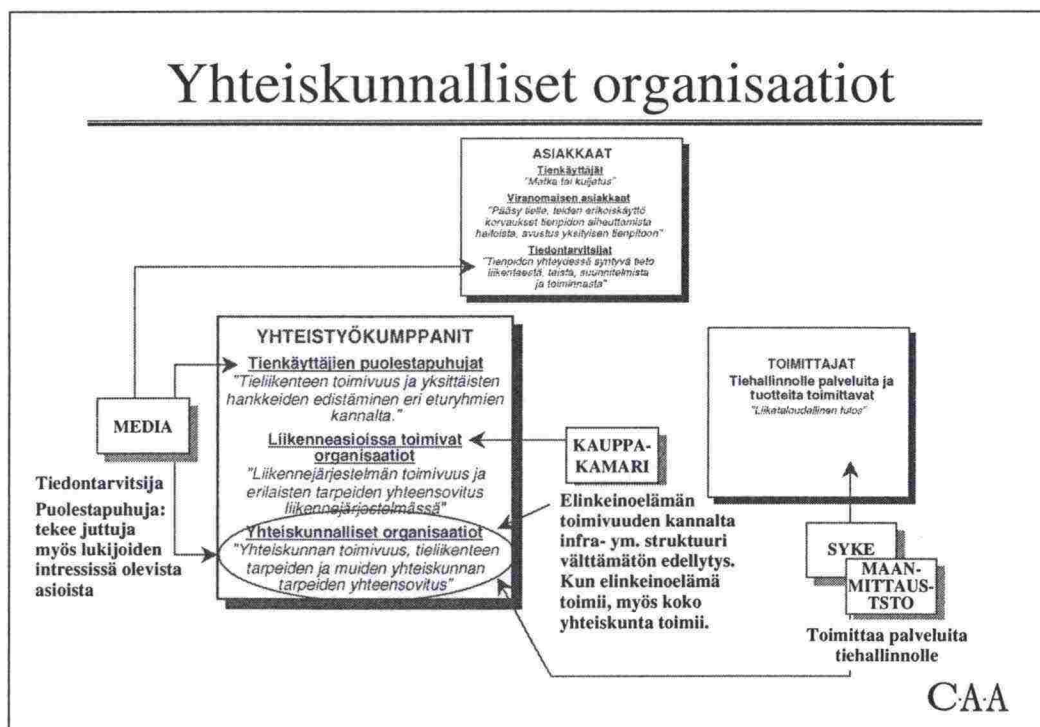 Yhteiskunnalliset organisaatiot
ASIAKKAAT
Tienkäyttäjät
"Matka tai kuljetus"
Viranomaisen asiakkaat
"Pääsy tielle, teiden erikoiskäyttö
korvaukset tienpidon aiheuttamista
haitoista, avustus yksityisen tienpitoon"
Tiedontarvitsijat
"Tienpidon yhteydessä syntyvä tieto
liikenteestä, teistä, suunnitelmista
ja toiminnasta"
YHTEISTYÖKUMPPANIT
Tienkäyttäjien puolestapuhujat
"Tieliikenteen toimivuus ja yksittäisten
hankkeiden edistäminen eri eturyhmien
kannalta."
Liikenneasioissa toimivat
organisaatiot
"Liikennejärjestelmän toimivuus ja
erilaisten tarpeiden yhteensovitus
liikennejärjestelmässä"
Yhteiskunnalliset organisaatiot
"Yhteiskunnan toimivuus, tieliikenteen
tarpeiden ja muiden yhteiskunnan
tarpeiden yhteensovitus"
MEDIA
Tiedontarvitsija
Puolestapuhuja:
tekee juttuja
myös lukijoiden
intressissä olevista
asioista
KAUPPA-
KAMARI
Elinkeinoelämän
toimivuuden kannalta
infra- ym. struktuuri
välttämätön edellytys.
Kun elinkeinoelämä
toimii, myös koko
yhteiskunta toimii.
TOIMITTAJAT
Tiehallinnolle palveluita ja
tuotteita toimittavat
"Liiketaloudellinen tulos"
SYKE
MAAN-
MITTAUS-
TSTO
Toimittaa palveluita
tiehallinnolle
C·A·A